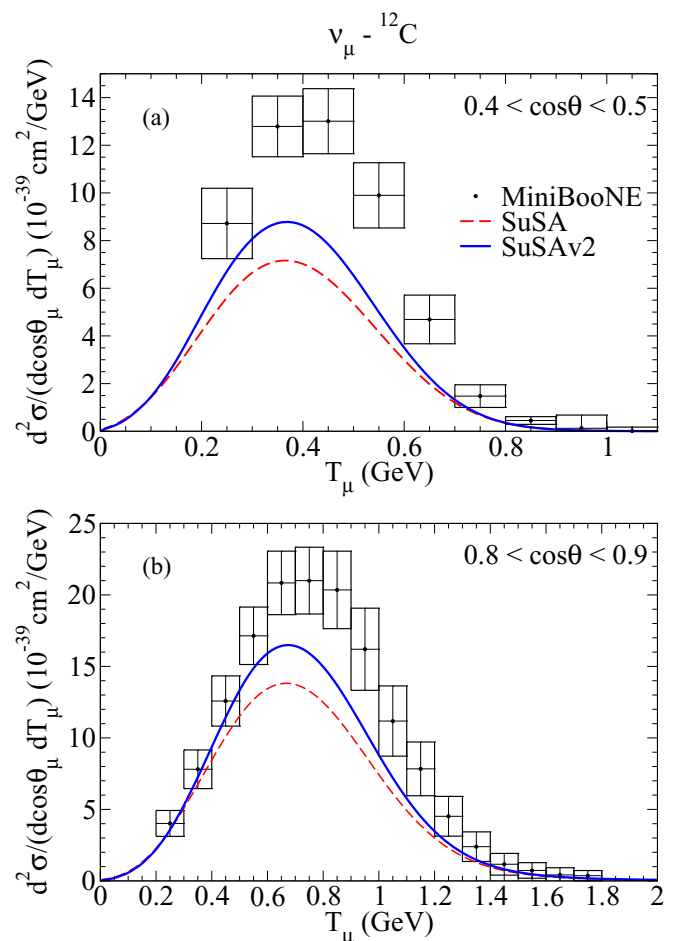 ν_μ - ¹²C
(a)
0.4 < cosθ < 0.5
MiniBooNE
SuSA
SuSAv2
d²σ/(dcosθ_μ dT_μ) (10⁻³⁹ cm²/GeV)
14
12
10
8
6
4
2
0
0 0.2 0.4 0.6 0.8 1
T_μ (GeV)
(b)
0.8 < cosθ < 0.9
d²σ/(dcosθ_μ dT_μ) (10⁻³⁹ cm²/GeV)
25
20
15
10
5
0
0 0.2 0.4 0.6 0.8 1 1.2 1.4 1.6 1.8 2
T_μ (GeV)